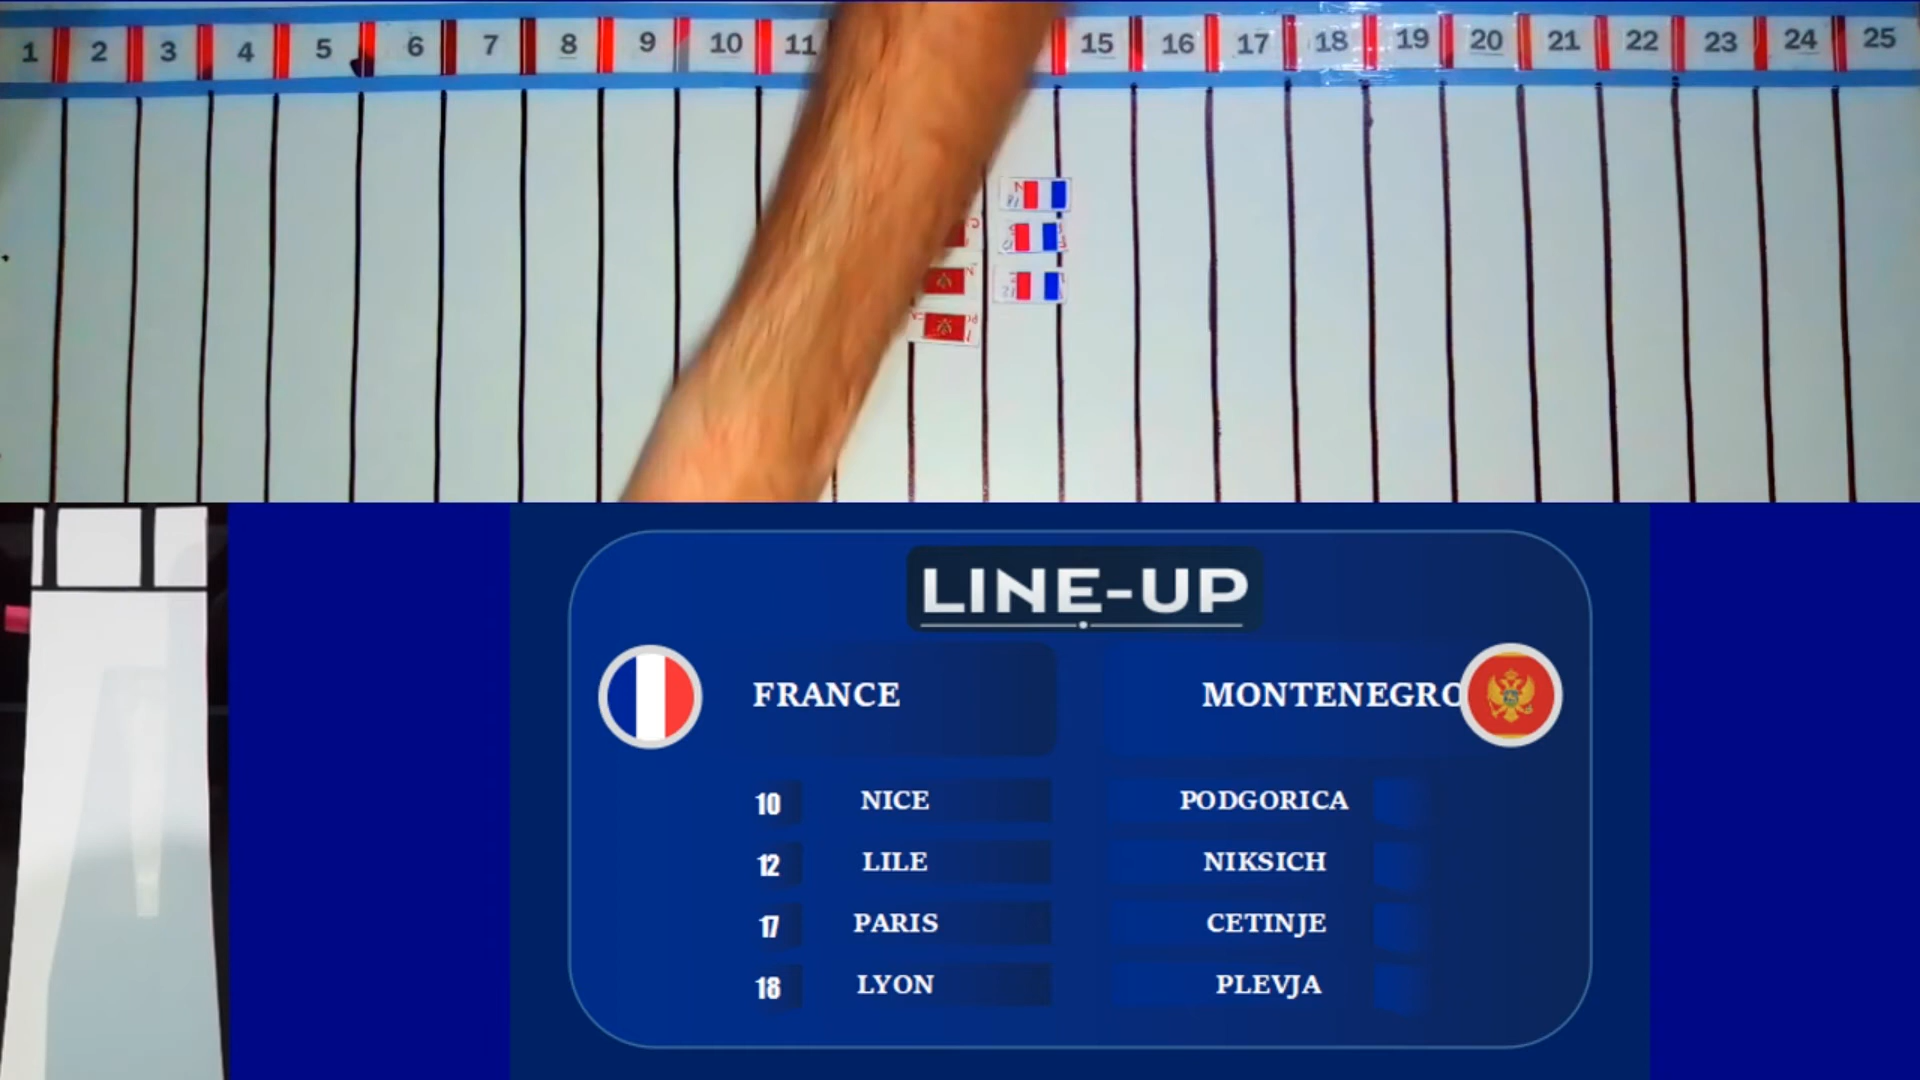 1 2 3 4 5 6 7 8 9 10 11 15 16 17 18 19 20 21 22 23 24 25
LINE-UP
FRANCE MONTENEGRO
10 NICE PODGORICA
12 LILE NIKSICH
17 PARIS CETINJE
18 LYON PLEVJA